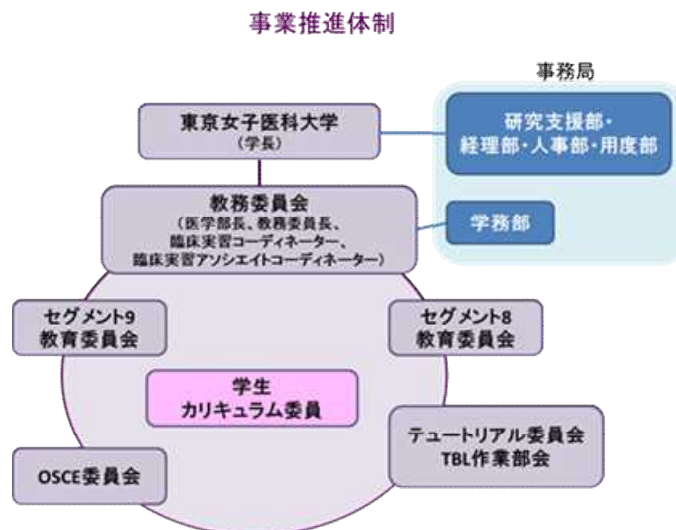 事業推進体制
事務局
東京女子医科大学
(学長)
研究支援部・
経理部・人事部・用度部
教務委員会
(医学部長、教務委員長、
臨床実習コーディネーター、
臨床実習アソシエイトコーディネーター)
学務部
セグメント9
教育委員会
セグメント8
教育委員会
学生
カリキュラム委員
テュートリアル委員会
TBL作業部会
OSCE委員会